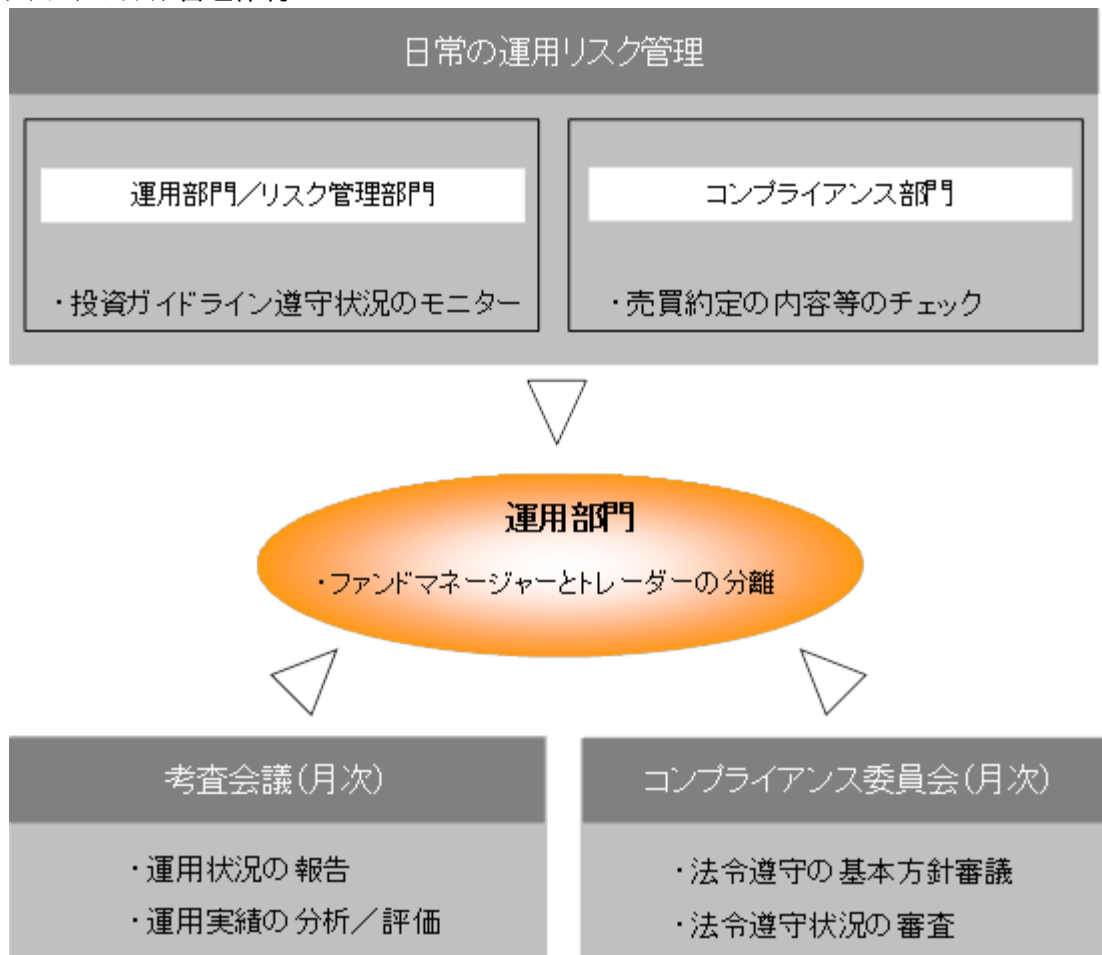 日常の運用リスク管理
運用部門／リスク管理部門
コンプライアンス部門
・投資ガイドライン遵守状況のモニター
・売買約定の内容等のチェック
運用部門
・ファンドマネージャーとトレーダーの分離
考査会議(月次)
コンプライアンス委員会(月次)
・運用状況の報告
・運用実績の分析／評価
・法令遵守の基本方針審議
・法令遵守状況の審査